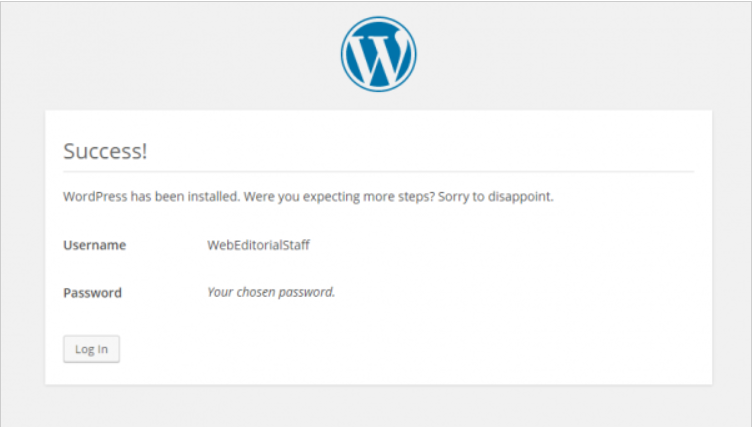 Success!
WordPress has been installed. Were you expecting more steps? Sorry to disappoint.
Username WebEditorialStaff
Password Your chosen password.
Log In